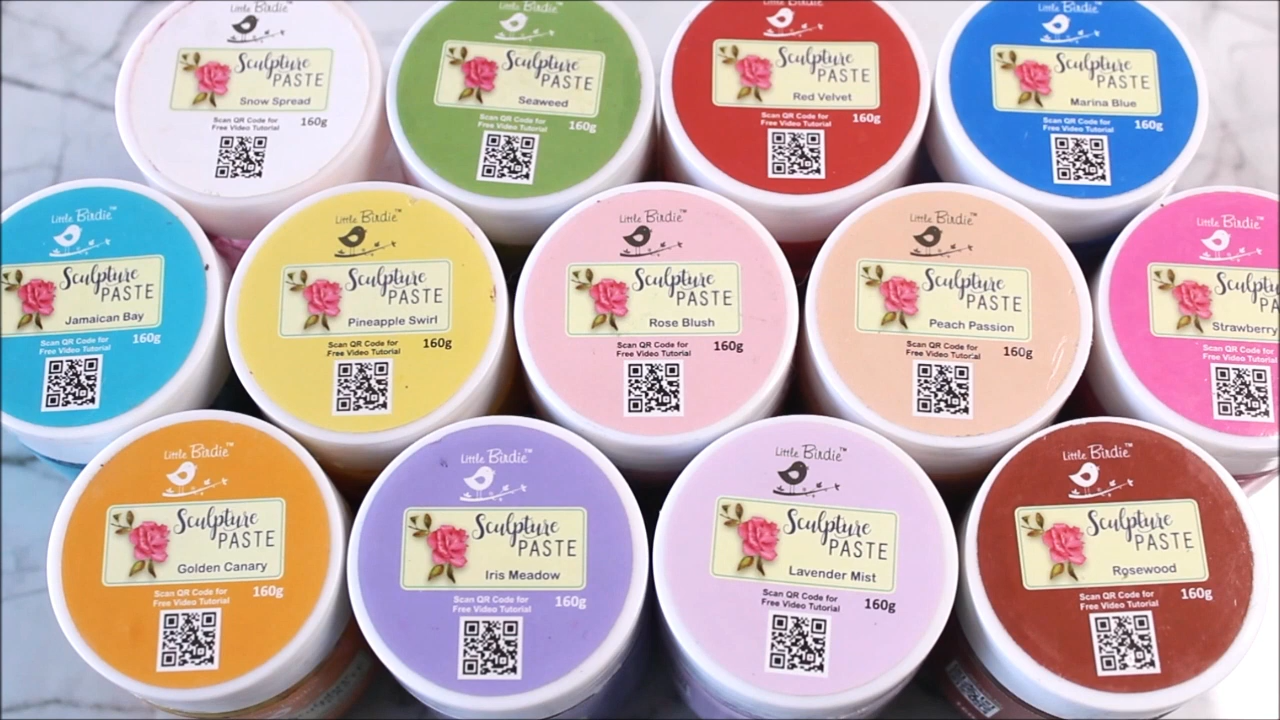 Little Birdie™
Sculpture
PASTE
Snow Spread
Scan QR Code for
Free Video Tutorial
160g
Little Birdie™
Sculpture
PASTE
Seaweed
Scan QR Code for
Free Video Tutorial
160g
Little Birdie™
Sculpture
PASTE
Red Velvet
Scan QR Code for
Free Video Tutorial
160g
Little Birdie™
Sculpture
PASTE
Marina Blue
Scan QR Code for
Free Video Tutorial
160g
Little Birdie™
Sculpture
PASTE
Jamaican Bay
Scan QR Code for
Free Video Tutorial
160g
Little Birdie™
Sculpture
PASTE
Pineapple Swirl
Scan QR Code for
Free Video Tutorial
160g
Little Birdie™
Sculpture
PASTE
Rose Blush
Scan QR Code for
Free Video Tutorial
160g
Little Birdie™
Sculpture
PASTE
Peach Passion
Scan QR Code for
Free Video Tutorial
160g
Little Birdie™
Sculptu
PAST
Strawberry
Scan QR Code for
Free Video Tutorial
Little Birdie™
Sculpture
PASTE
Golden Canary
Scan QR Code for
Free Video Tutorial
160g
Little Birdie™
Sculpture
PASTE
Iris Meadow
Scan QR Code for
Free Video Tutorial
160g
Little Birdie™
Sculpture
PASTE
Lavender Mist
Scan QR Code for
Free Video Tutorial
160g
Little Birdie™
Sculpture
PASTE
Rosewood
Scan QR Code for
Free Video Tutorial
160g